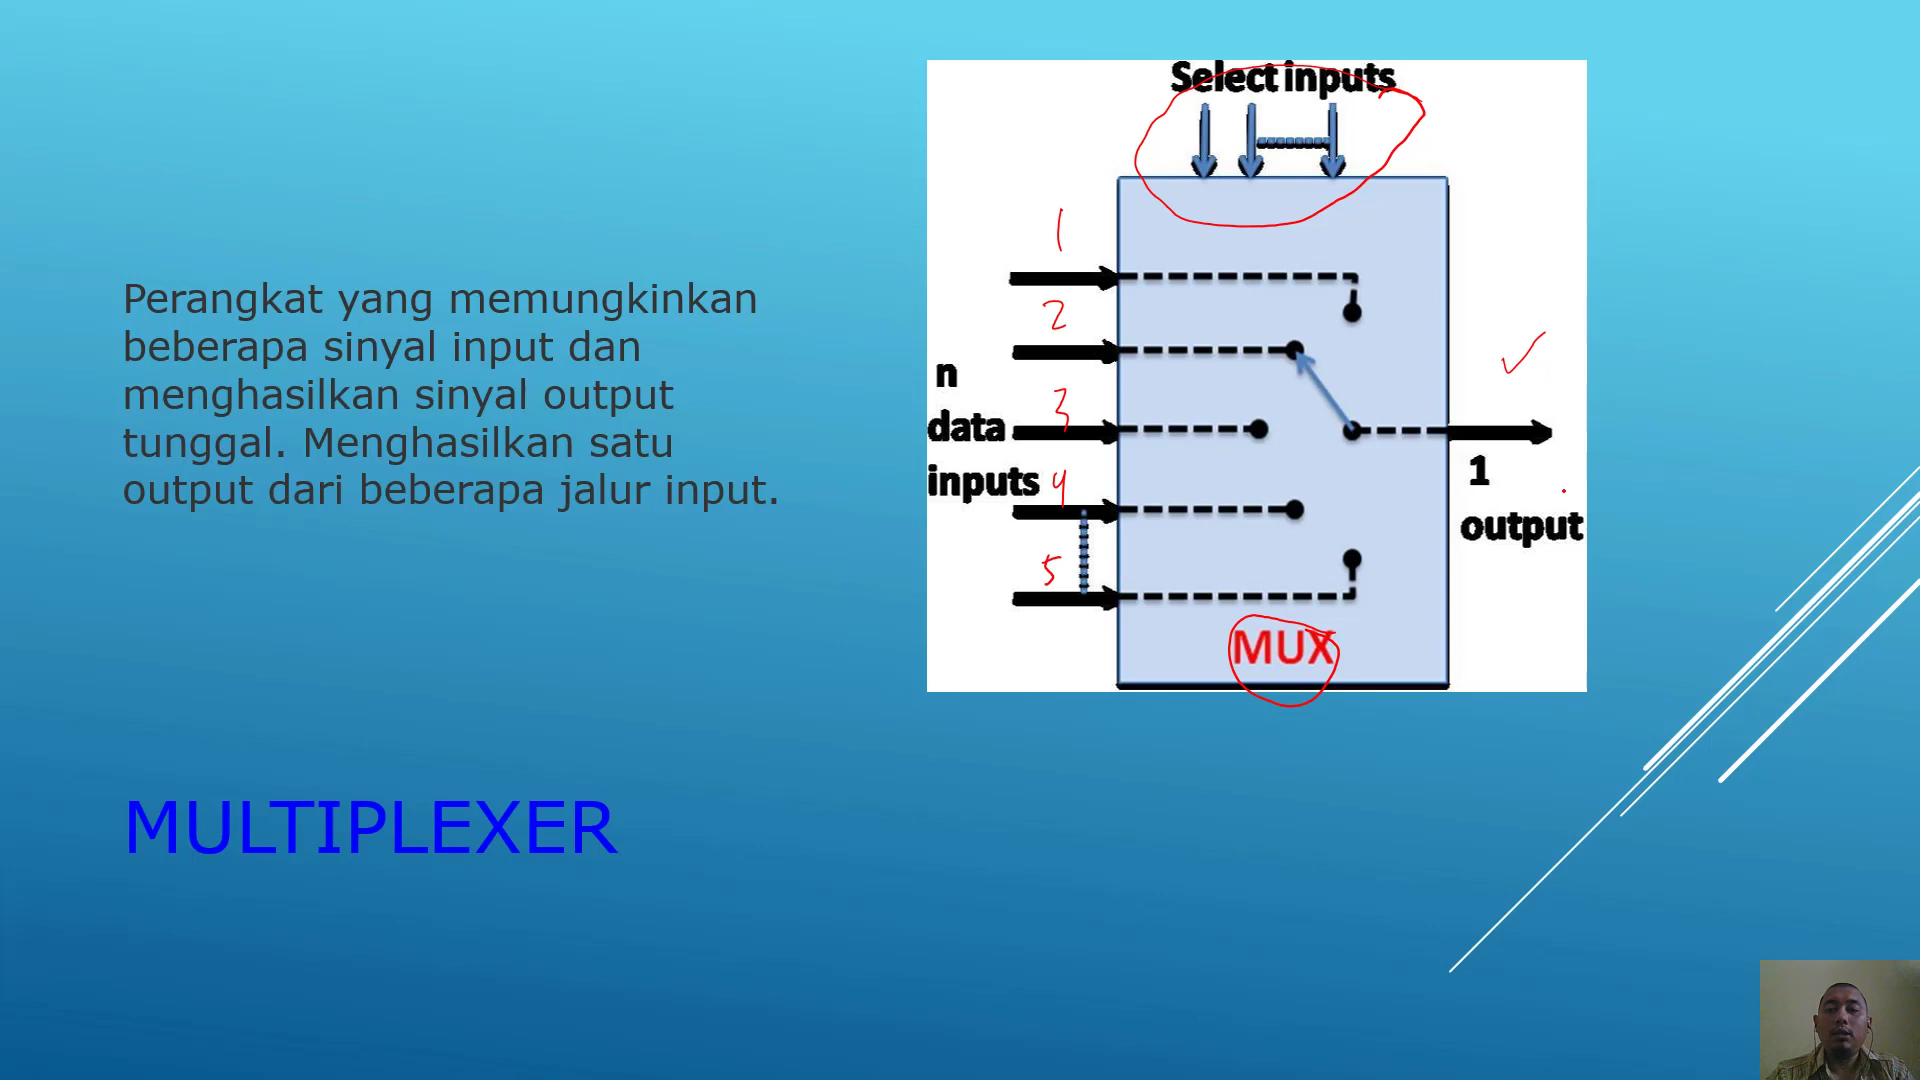 Perangkat yang memungkinkan
beberapa sinyal input dan
menghasilkan sinyal output
tunggal. Menghasilkan satu
output dari beberapa jalur input.
MULTIPLEXER
Select inputs
1
2
n
3
data
inputs
4
5
1
output
MUX